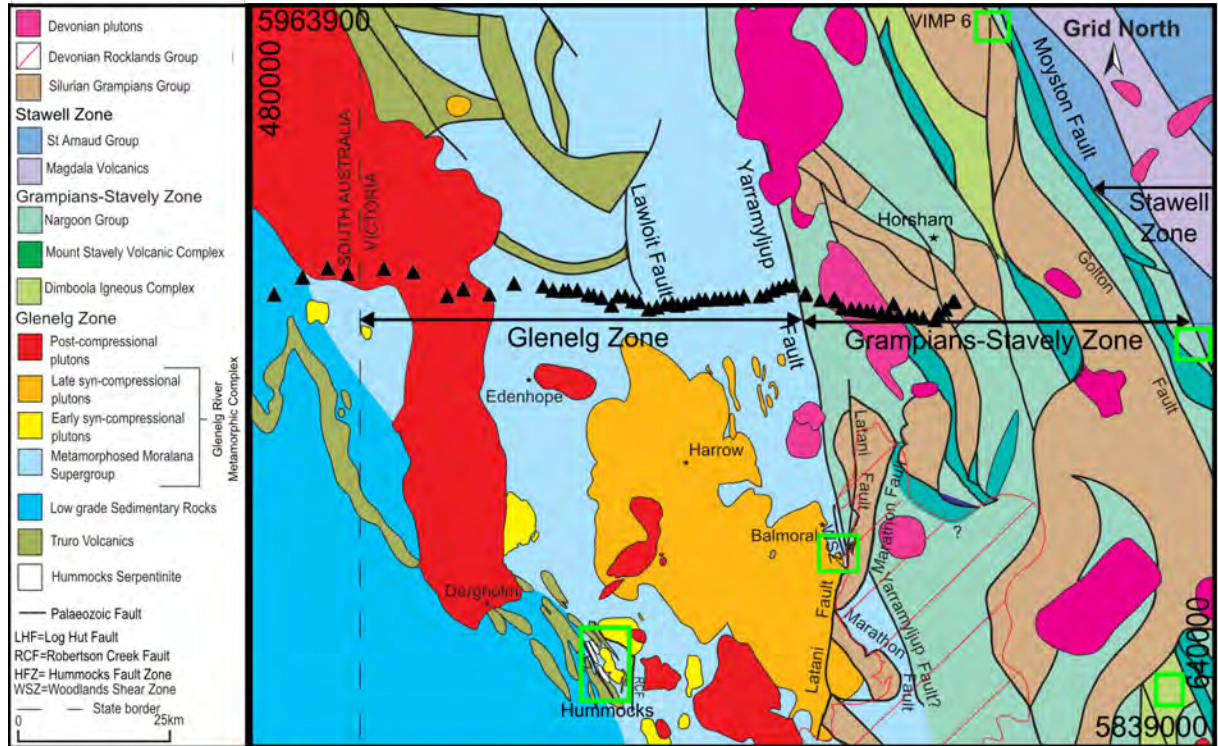 Devonian plutons
Devonian Rocklands Group
Silurian Grampians Group
Stawell Zone
St Arnaud Group
Magdala Volcanics
Grampians-Stavely Zone
Nargoon Group
Mount Stavely Volcanic Complex
Dimboola Igneous Complex
Glenelg Zone
Post-compressional
plutons
Late syn-compressional
plutons
Early syn-compressional
plutons
Metamorphosed Moralana
Supergroup
Glenelg River
Metamorphic Complex
Low grade Sedimentary Rocks
Truro Volcanics
Hummocks Serpentinite
Palaeozoic Fault
LHF=Log Hut Fault
RCF=Robertson Creek Fault
HFZ= Hummocks Fault Zone
WSZ=Woodlands Shear Zone
State border
0 25km
5963900
480000
SOUTH AUSTRALIA
VICTORIA
Lawloit Fault
Yarramyljup
Fault
VIMP 6
Grid North
Moyston Fault
Stawell
Zone
Horsham
Golton
Fault
Glenelg Zone
Grampians-Stavely Zone
Edenhope
Harrow
Latani
Fault
Marathon Fault
?
Balmoral
WSZ
Dergholm
Fault
Latani
Marathon
Fault
Yarramyljup Fault?
RCF
Hummocks
640000
5839000